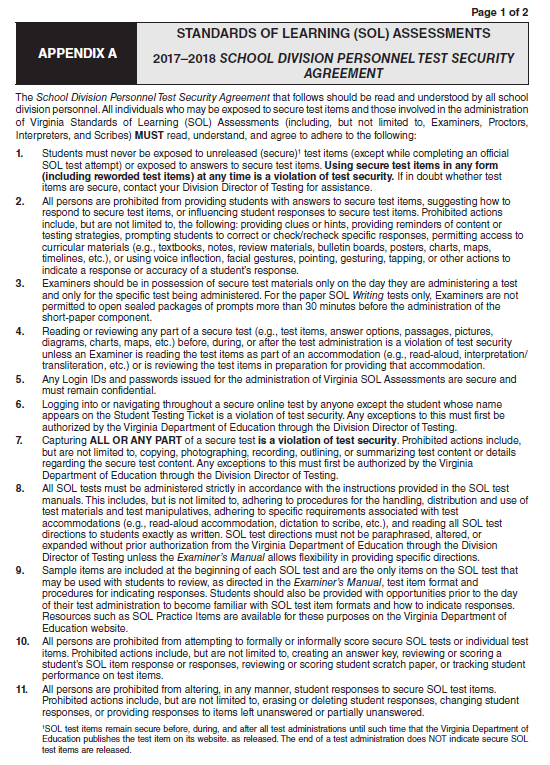 Page 1 of 2
APPENDIX A
STANDARDS OF LEARNING (SOL) ASSESSMENTS
2017–2018 SCHOOL DIVISION PERSONNEL TEST SECURITY
AGREEMENT
The School Division Personnel Test Security Agreement that follows should be read and understood by all school
division personnel. All individuals who may be exposed to secure test items and those involved in the administration
of Virginia Standards of Learning (SOL) Assessments (including, but not limited to, Examiners, Proctors,
Interpreters, and Scribes) MUST read, understand, and agree to adhere to the following:
1. Students must never be exposed to unreleased (secure)¹ test items (except while completing an official
SOL test attempt) or exposed to answers to secure test items. Using secure test items in any form
(including reworded test items) at any time is a violation of test security. If in doubt whether test
items are secure, contact your Division Director of Testing for assistance.
2. All persons are prohibited from providing students with answers to secure test items, suggesting how to
respond to secure test items, or influencing student responses to secure test items. Prohibited actions
include, but are not limited to, the following: providing clues or hints, providing reminders of content or
testing strategies, prompting students to correct or check/recheck specific responses, permitting access to
curricular materials (e.g., textbooks, notes, review materials, bulletin boards, posters, charts, maps,
timelines, etc.), or using voice inflection, facial gestures, pointing, gesturing, tapping, or other actions to
indicate a response or accuracy of a student's response.
3. Examiners should be in possession of secure test materials only on the day they are administering a test
and only for the specific test being administered. For the paper SOL Writing tests only, Examiners are not
permitted to open sealed packages of prompts more than 30 minutes before the administration of the
short-paper component.
4. Reading or reviewing any part of a secure test (e.g., test items, answer options, passages, pictures,
diagrams, charts, maps, etc.) before, during, or after the test administration is a violation of test security
unless an Examiner is reading the test items as part of an accommodation (e.g., read-aloud, interpretation/
transliteration, etc.) or is reviewing the test items in preparation for providing that accommodation.
5. Any Login IDs and passwords issued for the administration of Virginia SOL Assessments are secure and
must remain confidential.
6. Logging into or navigating throughout a secure online test by anyone except the student whose name
appears on the Student Testing Ticket is a violation of test security. Any exceptions to this must first be
authorized by the Virginia Department of Education through the Division Director of Testing.
7. Capturing ALL OR ANY PART of a secure test is a violation of test security. Prohibited actions include,
but are not limited to, copying, photographing, recording, outlining, or summarizing test content or details
regarding the secure test content. Any exceptions to this must first be authorized by the Virginia
Department of Education through the Division Director of Testing.
8. All SOL tests must be administered strictly in accordance with the instructions provided in the SOL test
manuals. This includes, but this is not limited to, adhering to procedures for the handling, distribution and use of
test materials and test manipulatives, adhering to specific requirements associated with test
accommodations (e.g., read-aloud accommodation, dictation to scribe, etc.), and reading all SOL test
directions to students exactly as written. SOL test directions must not be paraphrased, altered, or
expanded without prior authorization from the Virginia Department of Education through the Division
Director of Testing unless the Examiner's Manual allows flexibility in providing specific directions.
9. Sample items are included at the beginning of each SOL test and are the only items on the SOL test that
may be used with students to review, as directed in the Examiner's Manual, test item format and
procedures for indicating responses. Students should also be provided with opportunities prior to the day
of their test administration to become familiar with SOL test item formats and how to indicate responses.
Resources such as SOL Practice Items are available for these purposes on the Virginia Department of
Education website.
10. All persons are prohibited from attempting to formally or informally score secure SOL tests or individual test
items. Prohibited actions include, but are not limited to, creating an answer key, reviewing or scoring a
student's SOL item response or responses, reviewing or scoring student scratch paper, or tracking student
performance on test items.
11. All persons are prohibited from altering, in any manner, student responses to secure SOL test items.
Prohibited actions include, but are not limited to, erasing or deleting student responses, changing student
responses, or providing responses to items left unanswered or partially unanswered.
¹SOL test items remain secure before, during, and after all test administrations until such time that the Virginia Department of
Education publishes the test item on its website. as released. The end of a test administration does NOT indicate secure SOL
test items are released.